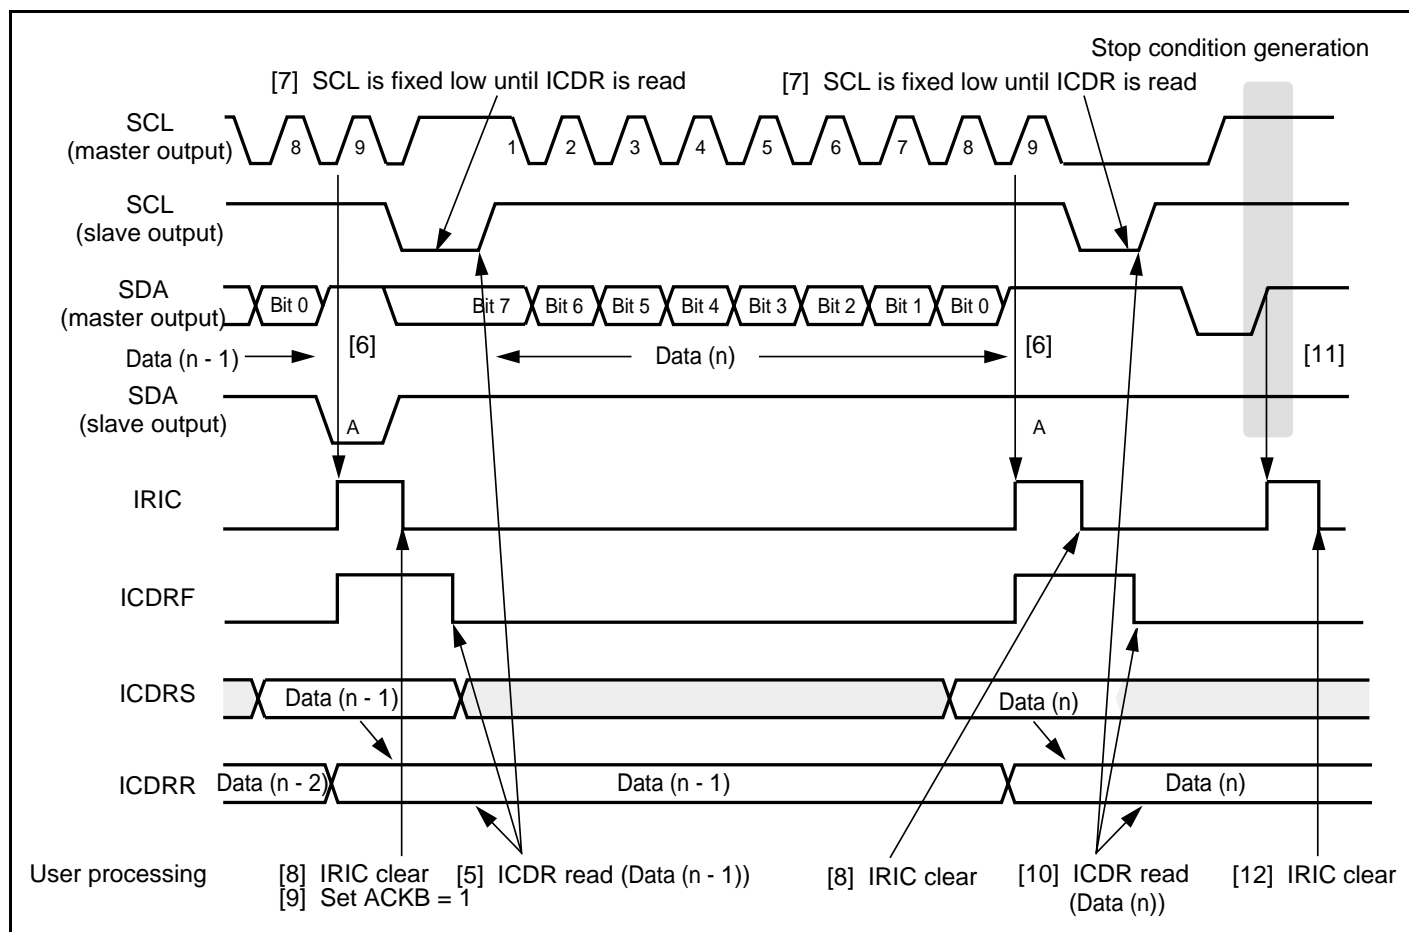 Stop condition generation
[7] SCL is fixed low until ICDR is read
[7] SCL is fixed low until ICDR is read
SCL
(master output)
8 9 1 2 3 4 5 6 7 8 9
SCL
(slave output)
SDA
(master output)
Bit 0 Bit 7 Bit 6 Bit 5 Bit 4 Bit 3 Bit 2 Bit 1 Bit 0
Data (n - 1) [6] Data (n) [6] [11]
SDA
(slave output)
A A
IRIC
ICDRF
ICDRS Data (n - 1) Data (n)
ICDRR Data (n - 2) Data (n - 1) Data (n)
User processing [8] IRIC clear [5] ICDR read (Data (n - 1)) [8] IRIC clear [10] ICDR read [12] IRIC clear
[9] Set ACKB = 1 (Data (n))